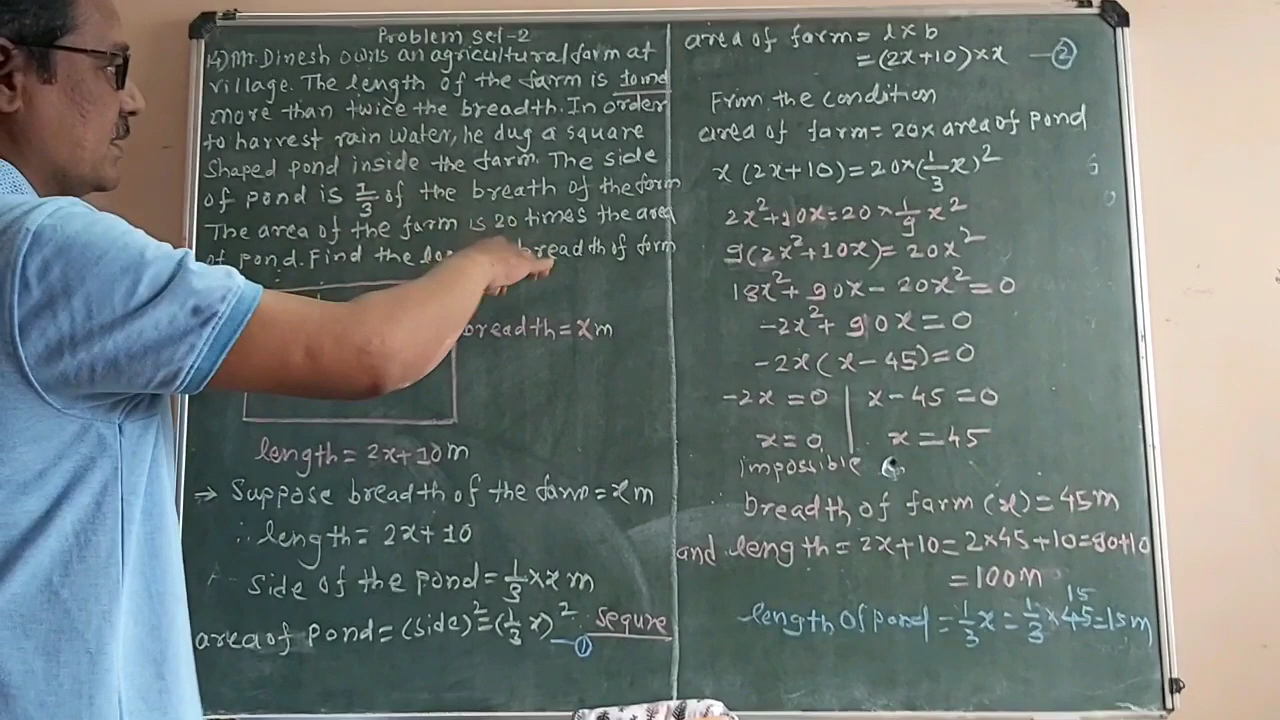 Problem set-2
14) Mr. Dinesh owns an agricultural farm at
village. The length of the farm is 10m
more than twice the breadth. In order
to harvest rain water, he dug a square
Shaped pond inside the farm. The side
of pond is 1/3 of the breath of the farm
The area of the farm is 20 times the area
of pond. Find the breadth of farm
breadth = x m
length = 2x+10m
→ Suppose breadth of the farm = x m
∴ length = 2x + 10
side of the pond = 1/3 × x m
area of pond = (side)² = (1/3 x)² sequre
—①
area of farm = l × b
= (2x+10) × x —②
From the condition
area of farm = 20 × area of pond
x (2x+10) = 20 × (1/3 x)²
2x² + 10x = 20 × 1/9 x²
9(2x² + 10x) = 20x²
18x² + 90x - 20x² = 0
-2x² + 90x = 0
-2x (x - 45) = 0
-2x = 0 | x - 45 = 0
x = 0 | x = 45
impossible
∴ breadth of farm (x) = 45m
and length = 2x+10 = 2×45+10 = 90+10
= 100m
length of pond = 1/3 x = 1/3 × 45 = 15m
15